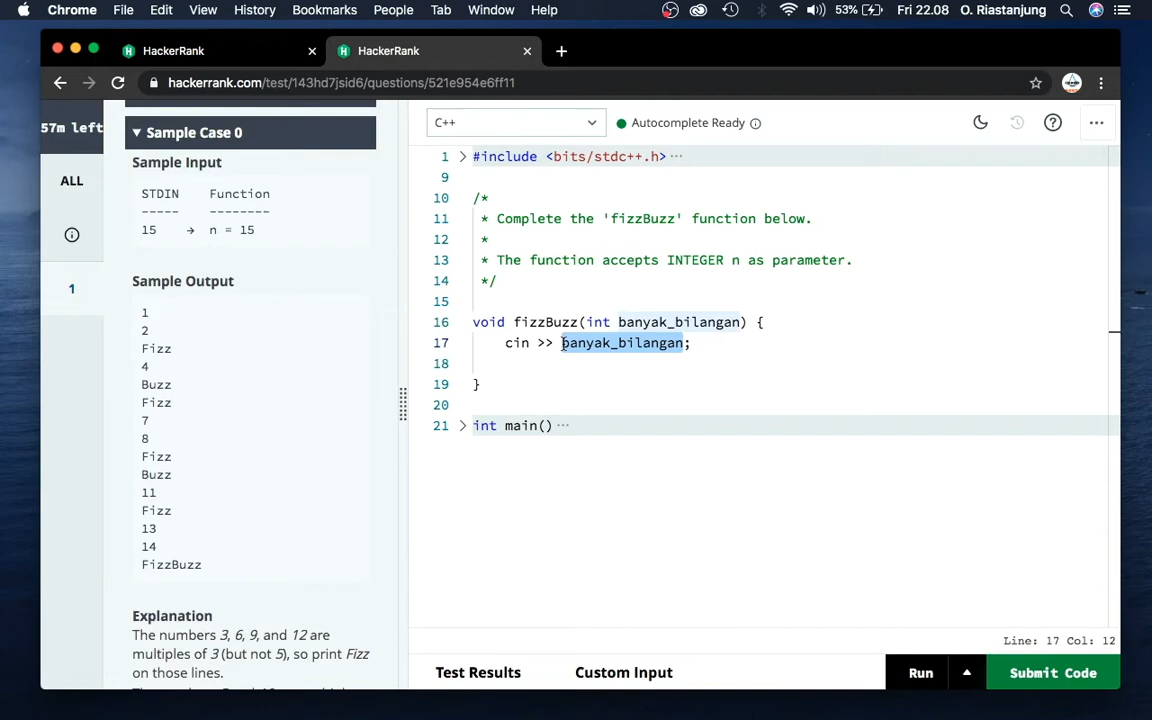 Chrome File Edit View History Bookmarks People Tab Window Help 53% Fri 22.08 O. Riastanjung
HackerRank
HackerRank
hackerrank.com/test/143hd7jsid6/questions/521e954e6ff11
57m left
ALL
1
Sample Case 0
Sample Input
STDIN Function
----- --------
15 → n = 15
Sample Output
1
2
Fizz
4
Buzz
Fizz
7
8
Fizz
Buzz
11
Fizz
13
14
FizzBuzz
Explanation
The numbers 3, 6, 9, and 12 are
multiples of 3 (but not 5), so print Fizz
on those lines.
C++ Autocomplete Ready
1 #include <bits/stdc++.h>
9
10 /*
11 * Complete the 'fizzBuzz' function below.
12 *
13 * The function accepts INTEGER n as parameter.
14 */
15
16 void fizzBuzz(int banyak_bilangan) {
17 cin >> banyak_bilangan;
18
19 }
20
21 int main()
Line: 17 Col: 12
Test Results Custom Input Run Submit Code